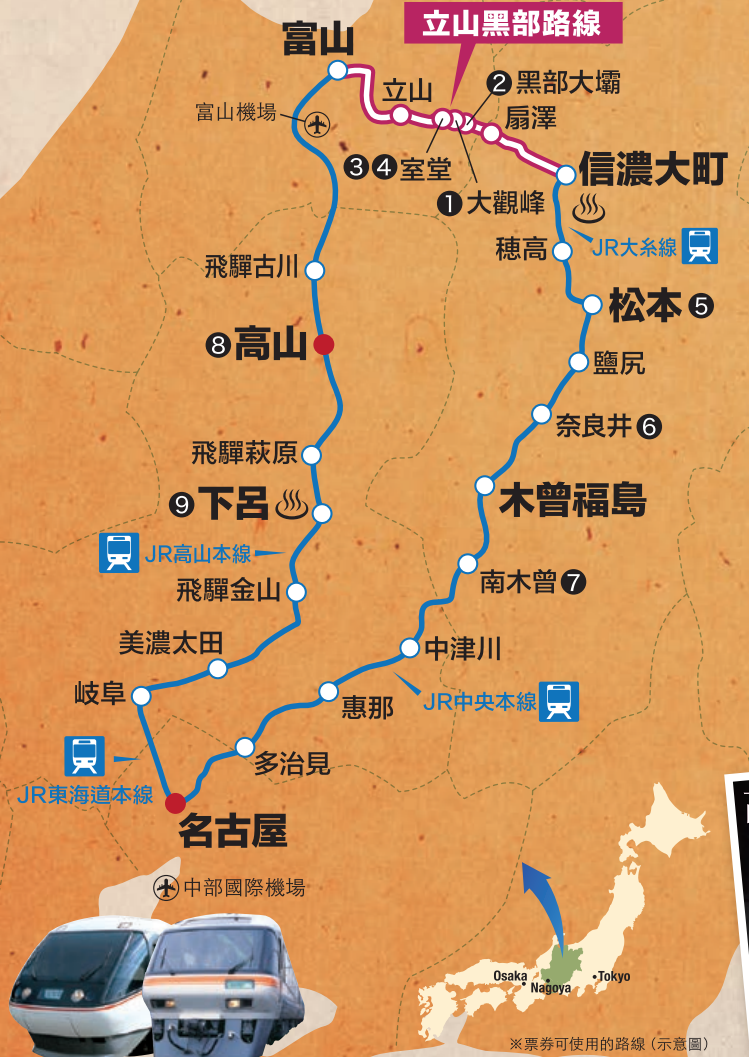 立山黑部路線
富山
富山機場
立山
❷黑部大壩
扇澤
❸❹室堂
❶大觀峰
信濃大町
穂高
JR大糸線
飛驒古川
松本❺
❽高山
鹽尻
奈良井❻
飛驒萩原
❾下呂
木曽福島
JR高山本線
飛驒金山
南木曽❼
美濃太田
中津川
岐阜
惠那
JR中央本線
多治見
JR東海道本線
名古屋
中部國際機場
Osaka
Nagoya
Tokyo
※票券可使用的路線(示意圖)